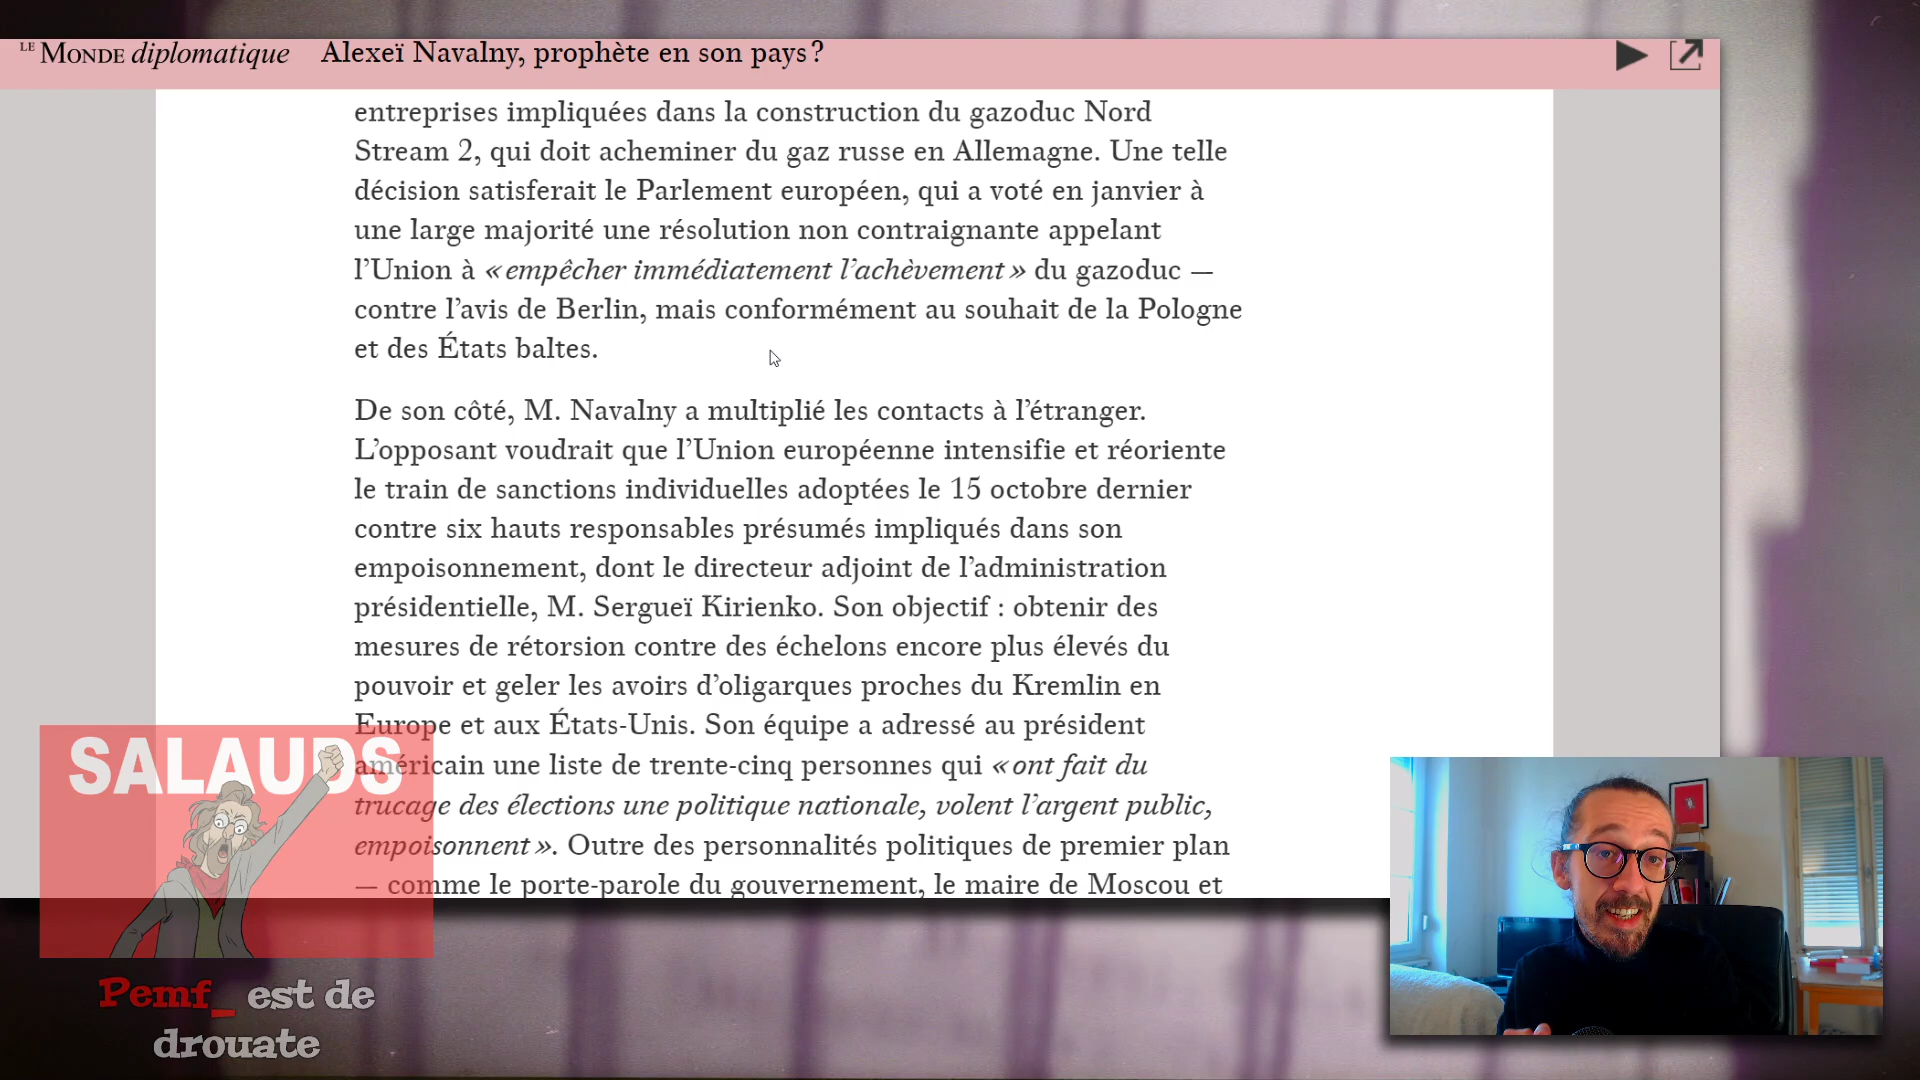 LE MONDE diplomatique Alexeï Navalny, prophète en son pays ?
entreprises impliquées dans la construction du gazoduc Nord
Stream 2, qui doit acheminer du gaz russe en Allemagne. Une telle
décision satisferait le Parlement européen, qui a voté en janvier à
une large majorité une résolution non contraignante appelant
l’Union à « empêcher immédiatement l’achèvement » du gazoduc —
contre l’avis de Berlin, mais conformément au souhait de la Pologne
et des États baltes.
De son côté, M. Navalny a multiplié les contacts à l’étranger.
L’opposant voudrait que l’Union européenne intensifie et réoriente
le train de sanctions individuelles adoptées le 15 octobre dernier
contre six hauts responsables présumés impliqués dans son
empoisonnement, dont le directeur adjoint de l’administration
présidentielle, M. Sergueï Kirienko. Son objectif : obtenir des
mesures de rétorsion contre des échelons encore plus élevés du
pouvoir et geler les avoirs d’oligarques proches du Kremlin en
Europe et aux États-Unis. Son équipe a adressé au président
américain une liste de trente-cinq personnes qui « ont fait du
trucage des élections une politique nationale, volent l’argent public,
empoisonnent ». Outre des personnalités politiques de premier plan
— comme le porte-parole du gouvernement, le maire de Moscou et
SALAUDS
Pemf_ est de
drouate